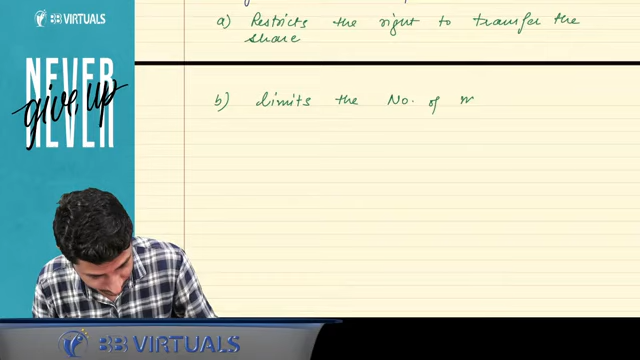 BB VIRTUALS
a) Restricts the right to transfer the
share
NEVER
give up
NEVER
b) Limits the No. of m
BB VIRTUALS